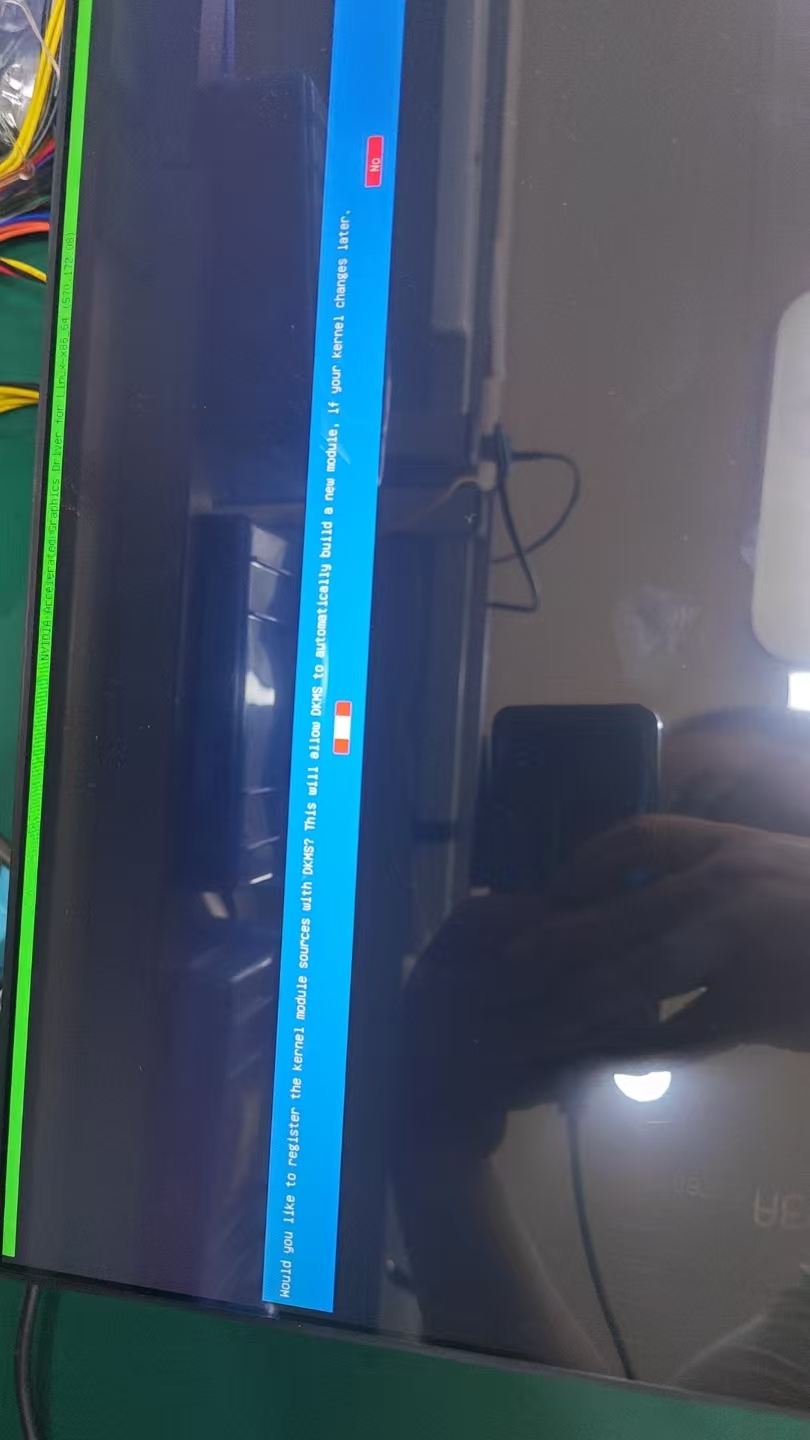 NVIDIA Accelerated Graphics Driver for Linux-x86_64 (570.172.08)
Would you like to register the kernel module sources with DKMS? This will allow DKMS to automatically build a new module, if your kernel changes later.
No